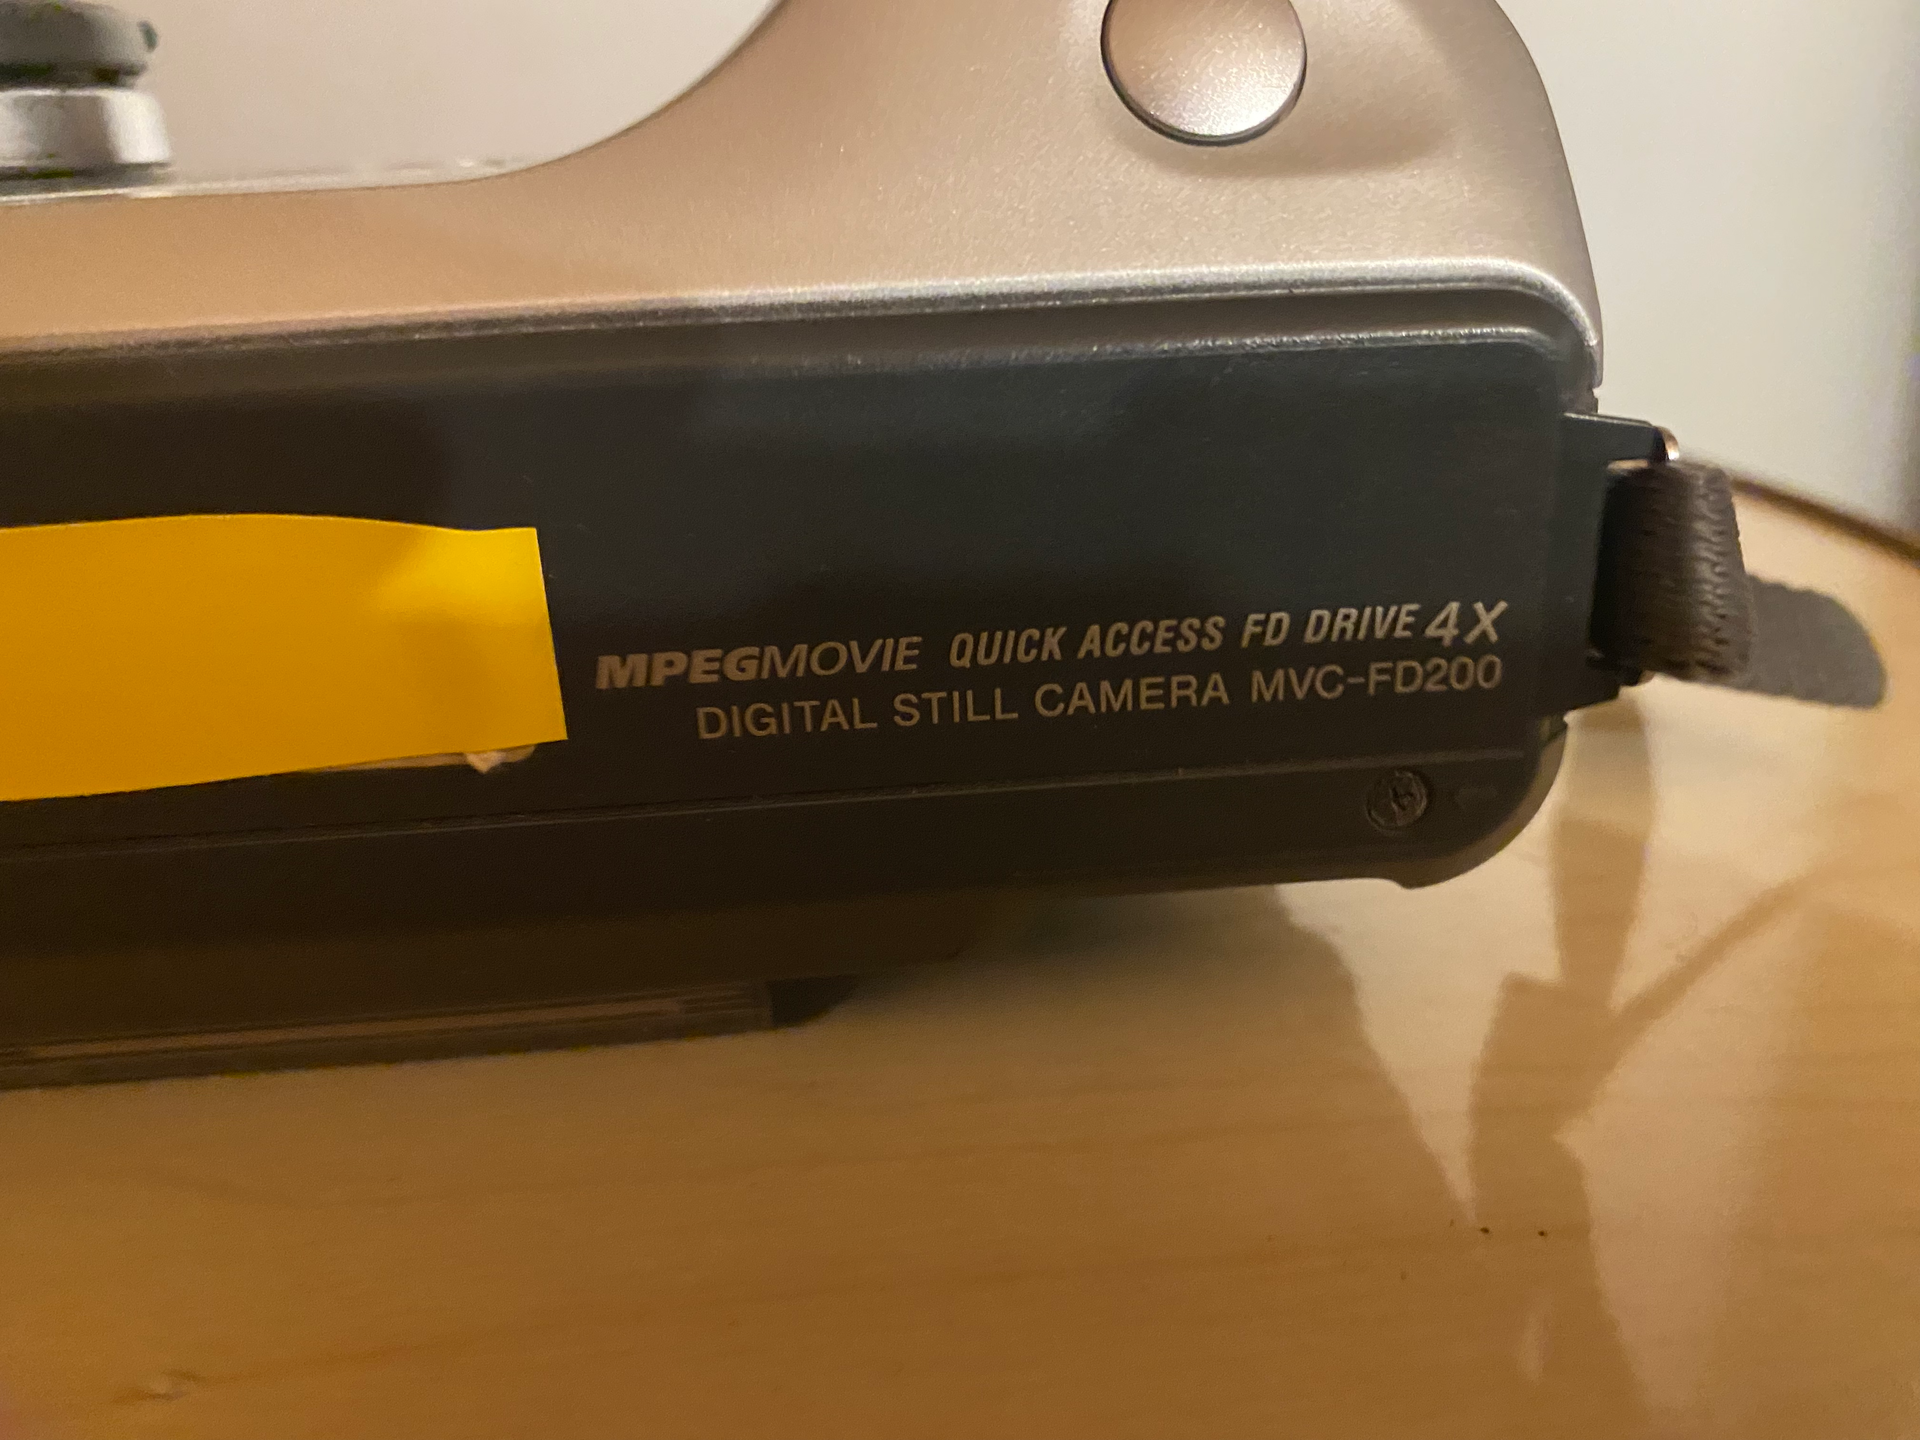 MPEGMOVIE QUICK ACCESS FD DRIVE 4X
DIGITAL STILL CAMERA MVC-FD200